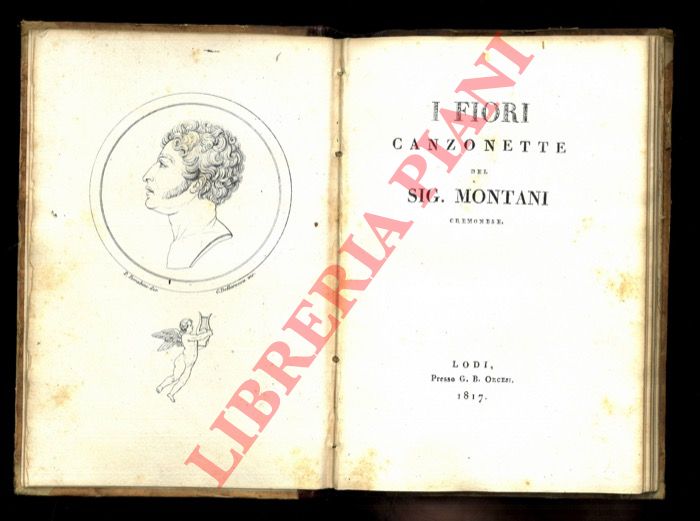 I FIORI
CANZONETTE
DEL
SIG. MONTANI
CREMONESE.
LODI,
Presso G. B. ORCESI.
1817.
LIBRERIA PIANI